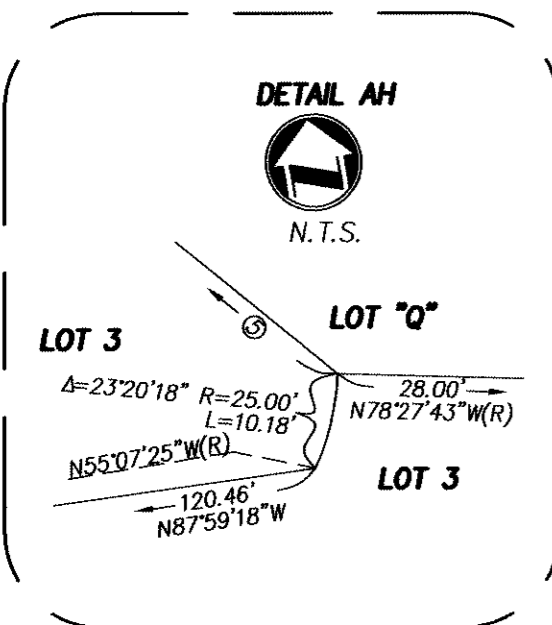 DETAIL AH
N
N.T.S.
⑤
LOT "Q"
LOT 3
Δ=23°20'18" R=25.00'
L=10.18'
28.00'
N78°27'43"W(R)
N55°07'25"W(R)
LOT 3
120.46'
N87°59'18"W